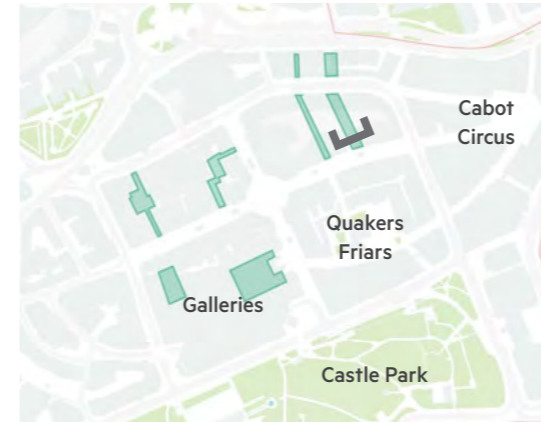 Cabot
Circus
Quakers
Friars
Galleries
Castle Park